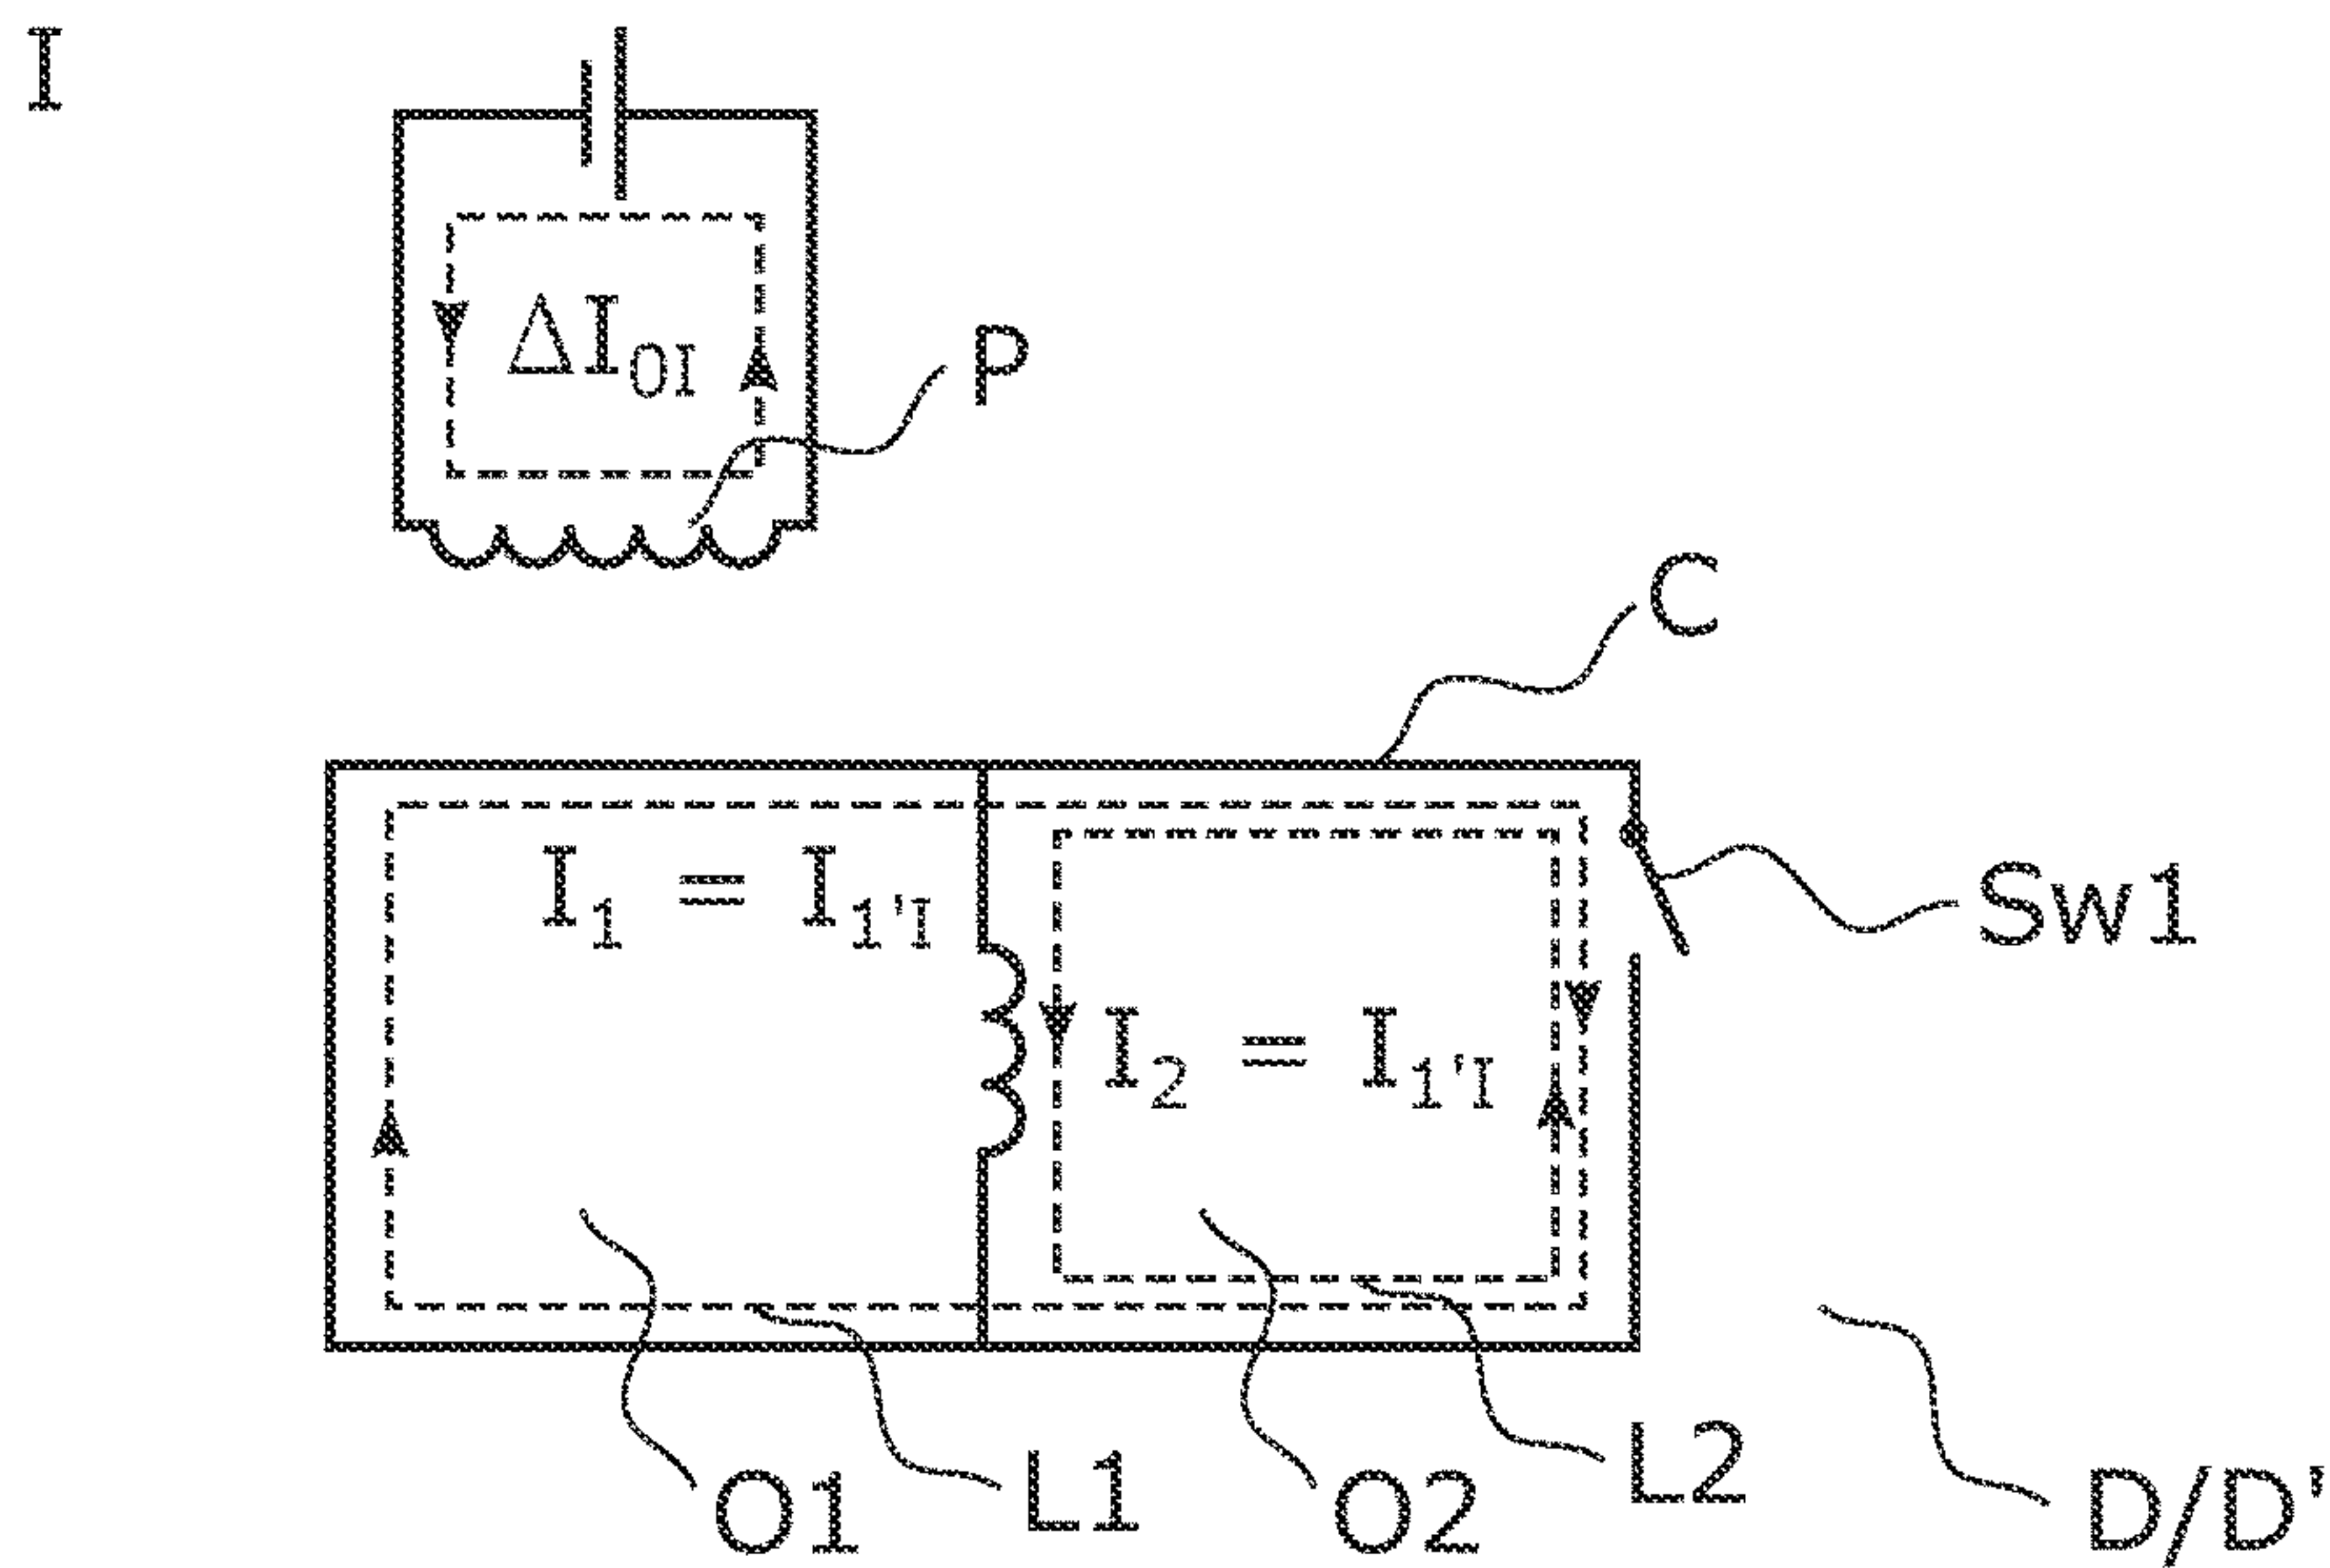 I
ΔI₀I
P
C
I₁ = I₁'I
Sw1
I₂ = I₁'I
O1
L1
O2
L2
D/D'